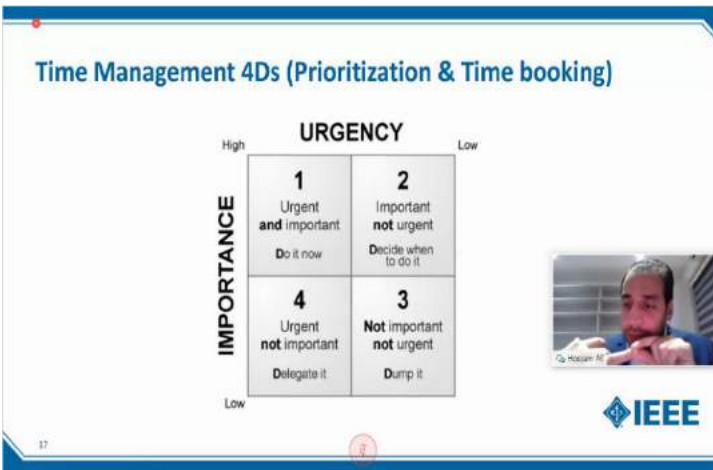 Time Management 4Ds (Prioritization & Time booking)
URGENCY
High
Low
IMPORTANCE
1
Urgent
and important
Do it now
2
Important
not urgent
Decide when
to do it
4
Urgent
not important
Delegate it
3
Not important
not urgent
Dump it
Low
IEEE
17